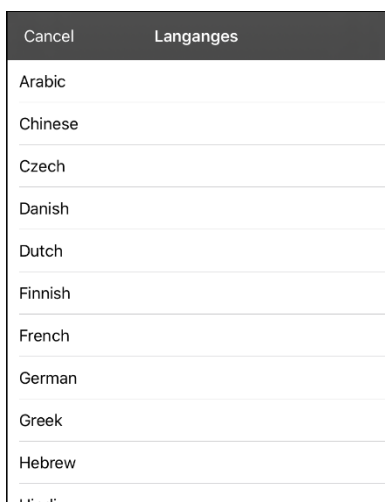 Cancel
Langanges
Arabic
Chinese
Czech
Danish
Dutch
Finnish
French
German
Greek
Hebrew